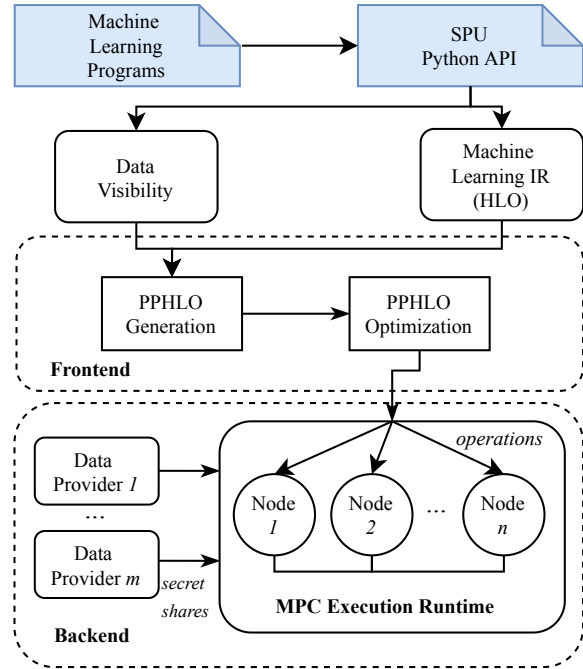 Machine
Learning
Programs
SPU
Python API
Data
Visibility
Machine
Learning IR
(HLO)
PPHLO
Generation
PPHLO
Optimization
Frontend
operations
Data
Provider 1
...
Data
Provider m
secret
shares
Node
1
Node
2
...
Node
n
MPC Execution Runtime
Backend